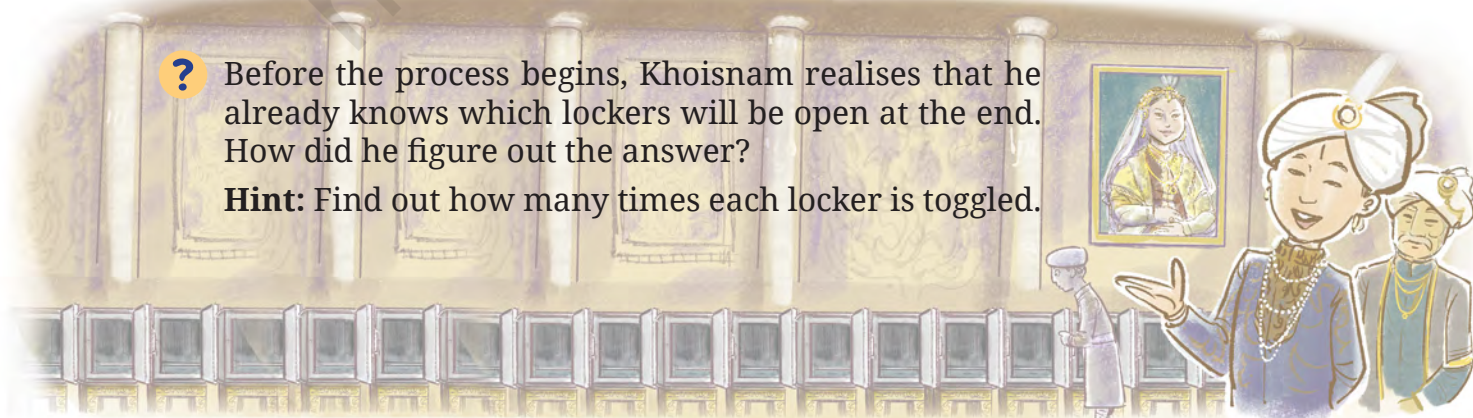 ?
Before the process begins, Khoisnam realises that he
already knows which lockers will be open at the end.
How did he figure out the answer?
Hint: Find out how many times each locker is toggled.